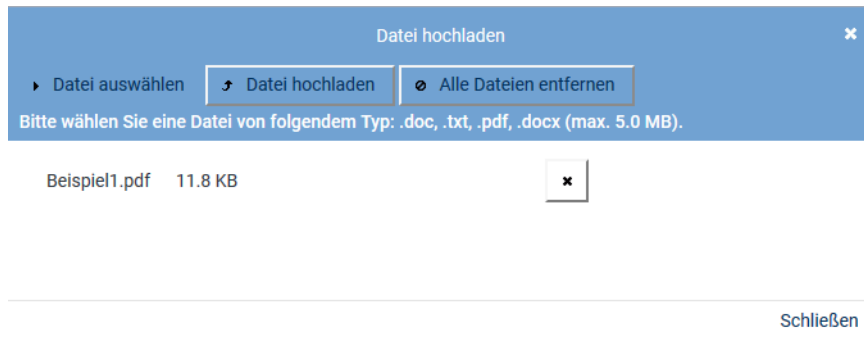 Datei hochladen
Datei auswählen Datei hochladen Alle Dateien entfernen
Bitte wählen Sie eine Datei von folgendem Typ: .doc, .txt, .pdf, .docx (max. 5.0 MB).
Beispiel1.pdf 11.8 KB
Schließen